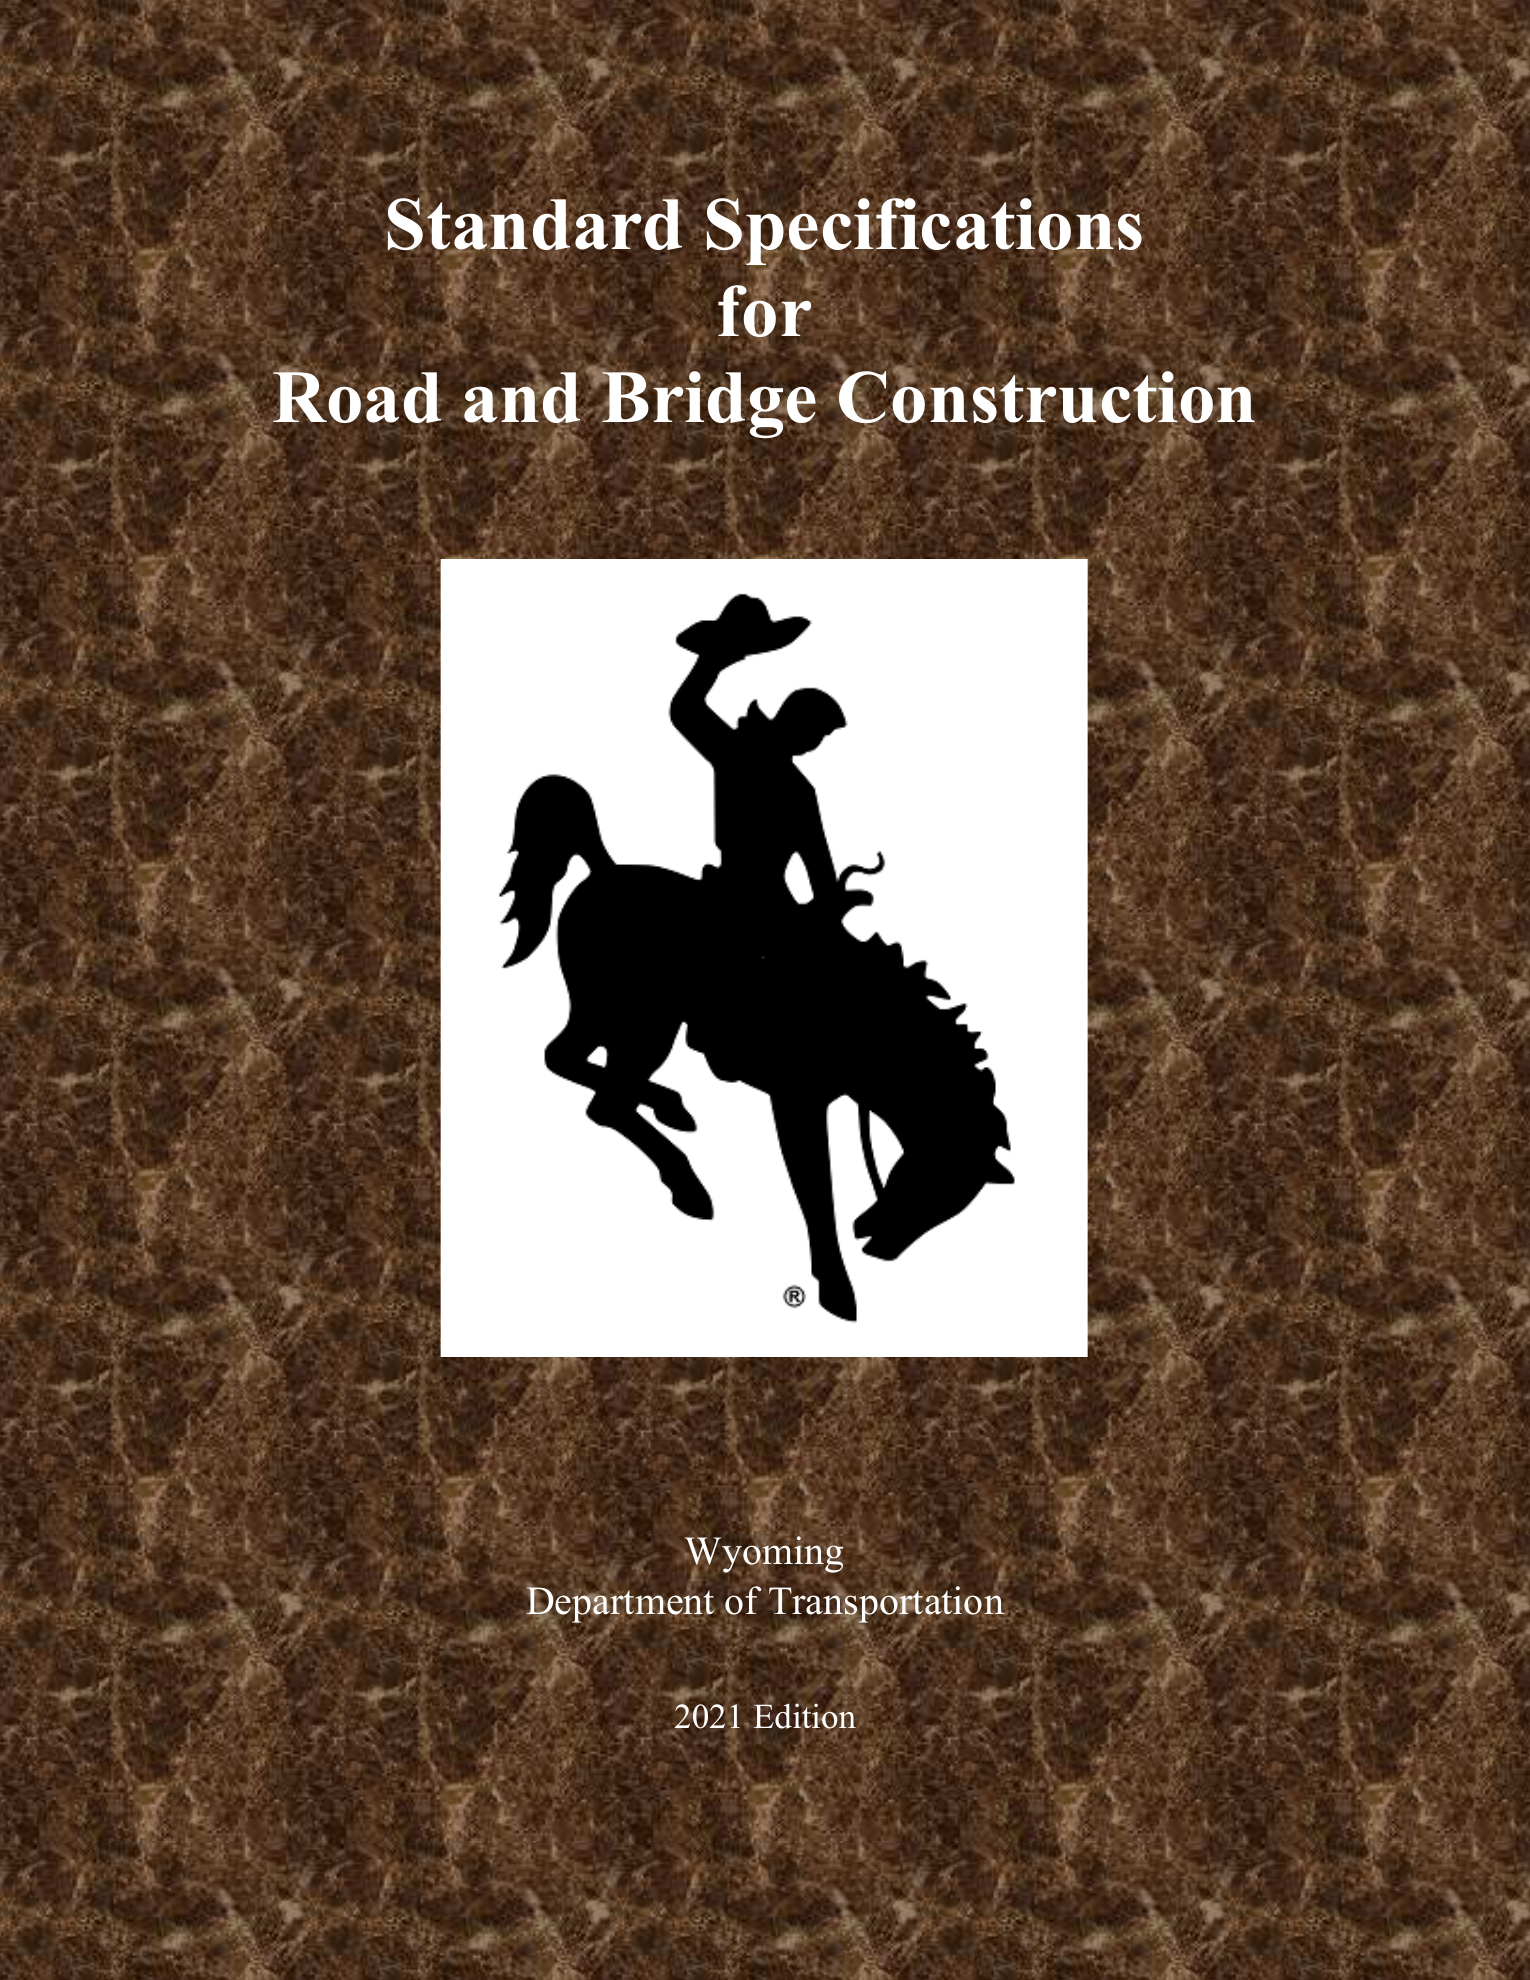 Standard Specifications
for
Road and Bridge Construction
®
Wyoming
Department of Transportation
2021 Edition